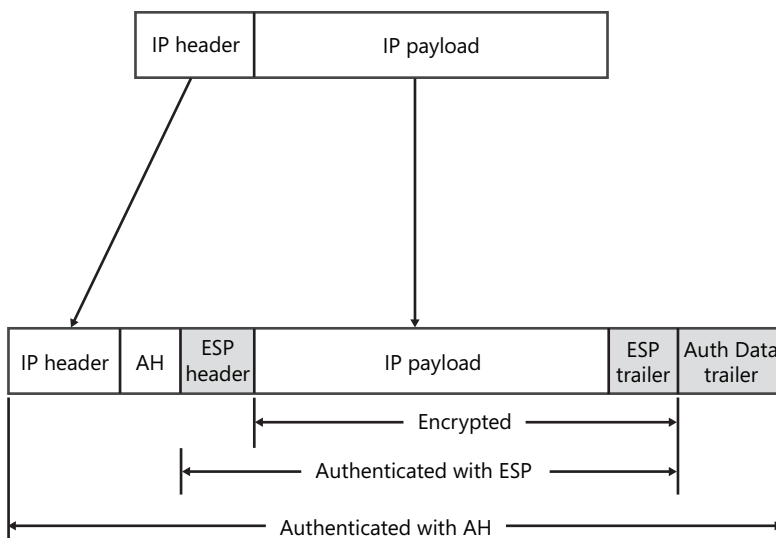 IP header
IP payload
IP header
AH
ESP
header
IP payload
ESP
trailer
Auth Data
trailer
Encrypted
Authenticated with ESP
Authenticated with AH